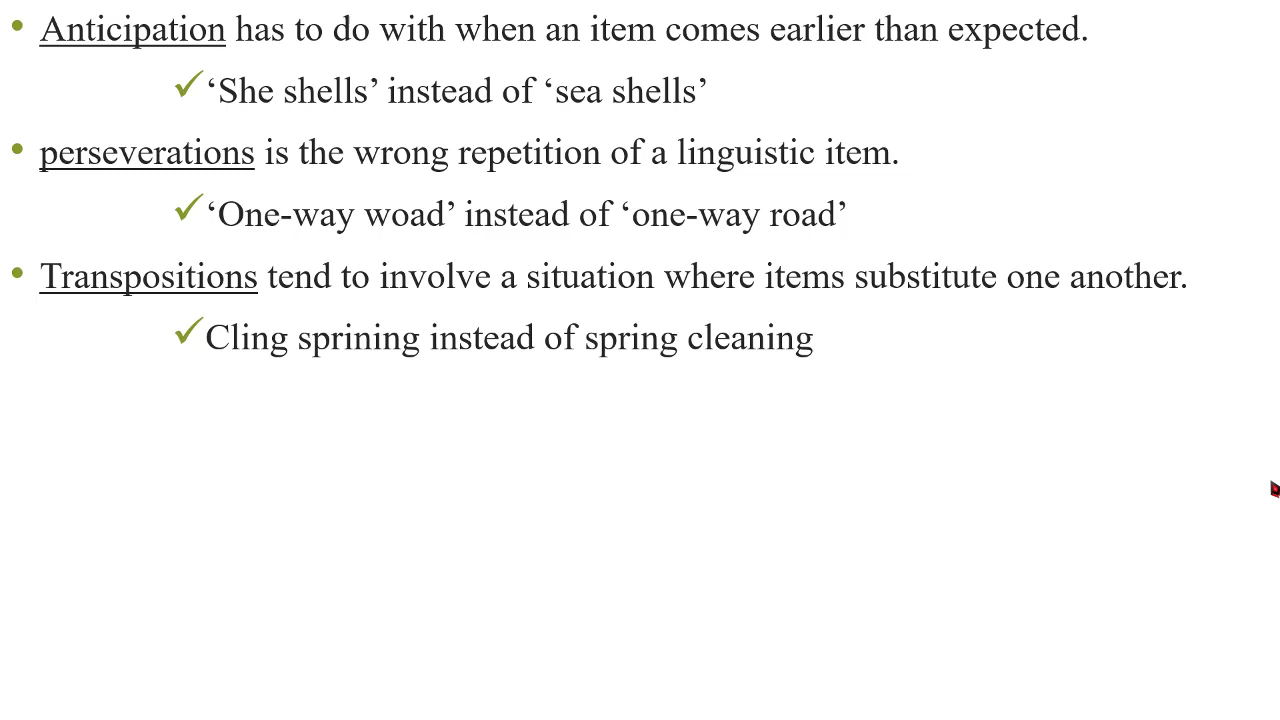 • Anticipation has to do with when an item comes earlier than expected.
✓‘She shells’ instead of ‘sea shells’
• perseverations is the wrong repetition of a linguistic item.
✓‘One-way woad’ instead of ‘one-way road’
• Transpositions tend to involve a situation where items substitute one another.
✓Cling sprining instead of spring cleaning